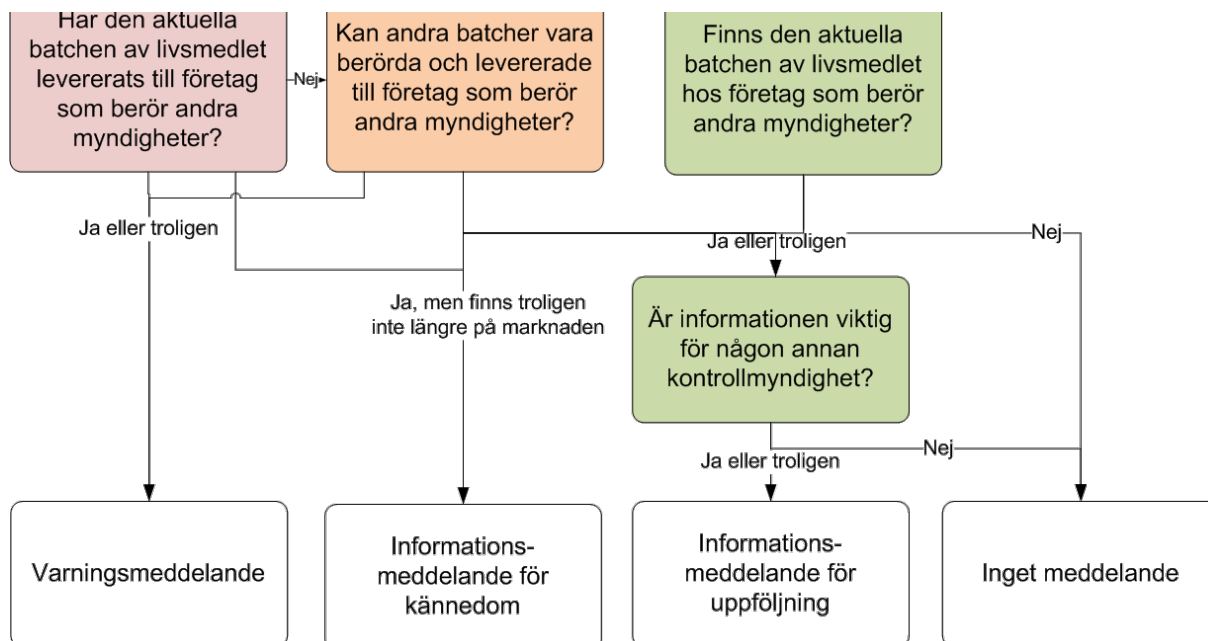 Har den aktuella
batchen av livsmedlet
levererats till företag
som berör andra
myndigheter?
Nej
Kan andra batcher vara
berörda och levererade
till företag som berör
andra myndigheter?
Finns den aktuella
batchen av livsmedlet
hos företag som berör
andra myndigheter?
Ja eller troligen
Ja eller troligen
Nej
Ja, men finns troligen
inte längre på marknaden
Är informationen viktig
för någon annan
kontrollmyndighet?
Ja eller troligen
Nej
Varningsmeddelande
Informations-
meddelande för
kännedom
Informations-
meddelande för
uppföljning
Inget meddelande